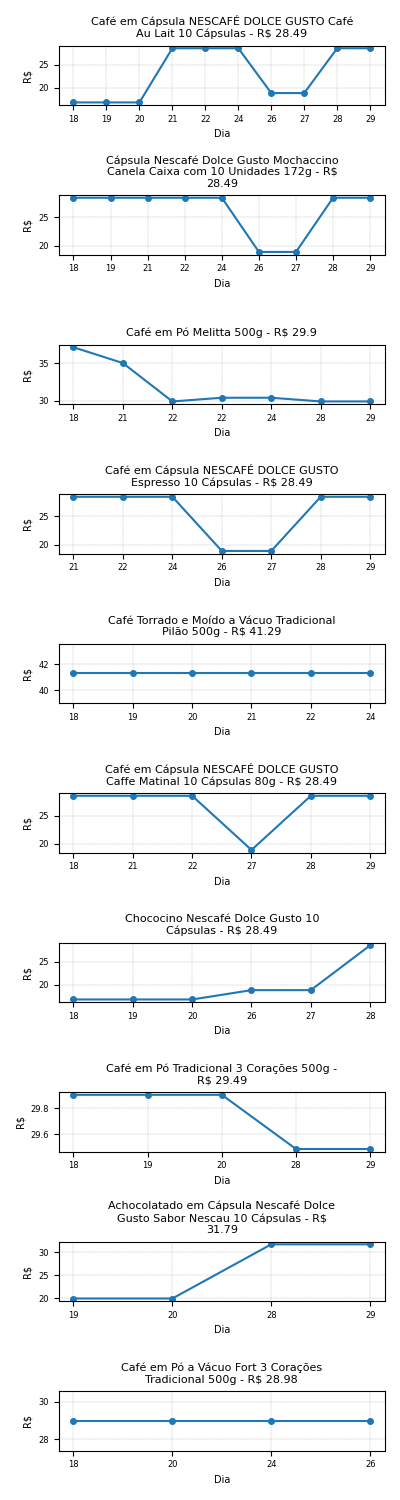 Café em Cápsula NESCAFÉ DOLCE GUSTO Café
Au Lait 10 Cápsulas - R$ 28.49
R$
25
20
18 19 20 21 22 24 26 27 28 29
Dia
Cápsula Nescafé Dolce Gusto Mochaccino
Canela Caixa com 10 Unidades 172g - R$
28.49
R$
25
20
18 19 21 22 24 26 27 28 29
Dia
Café em Pó Melitta 500g - R$ 29.9
R$
35
30
18 21 22 22 24 28 29
Dia
Café em Cápsula NESCAFÉ DOLCE GUSTO
Espresso 10 Cápsulas - R$ 28.49
R$
25
20
21 22 24 26 27 28 29
Dia
Café Torrado e Moído a Vácuo Tradicional
Pilão 500g - R$ 41.29
R$
42
40
18 19 20 21 22 24
Dia
Café em Cápsula NESCAFÉ DOLCE GUSTO
Caffe Matinal 10 Cápsulas 80g - R$ 28.49
R$
25
20
18 21 22 27 28 29
Dia
Chococino Nescafé Dolce Gusto 10
Cápsulas - R$ 28.49
R$
25
20
18 19 20 26 27 28
Dia
Café em Pó Tradicional 3 Corações 500g -
R$ 29.49
R$
29.8
29.6
18 19 20 28 29
Dia
Achocolatado em Cápsula Nescafé Dolce
Gusto Sabor Nescau 10 Cápsulas - R$
31.79
R$
30
25
20
19 20 28 29
Dia
Café em Pó a Vácuo Fort 3 Corações
Tradicional 500g - R$ 28.98
R$
30
28
18 20 24 26
Dia